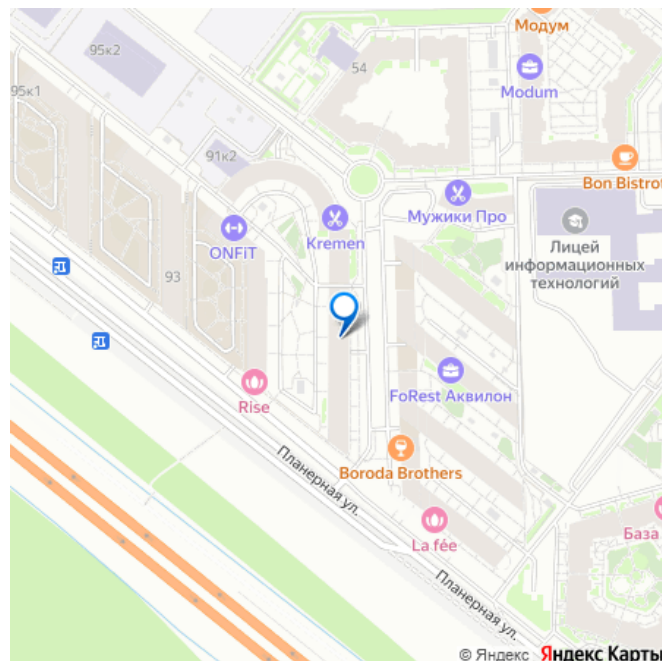 Модум
95к2
54
Modum
95к1
91к2
Bon Bistrot
Мужики Про
Kremen
ONFIT
Лицей
информационных
технологий
93
FoRest Аквилон
Rise
Boroda Brothers
Планерная ул.
La fée
База
Планерная ул.
© Яндекс Яндекс Карты